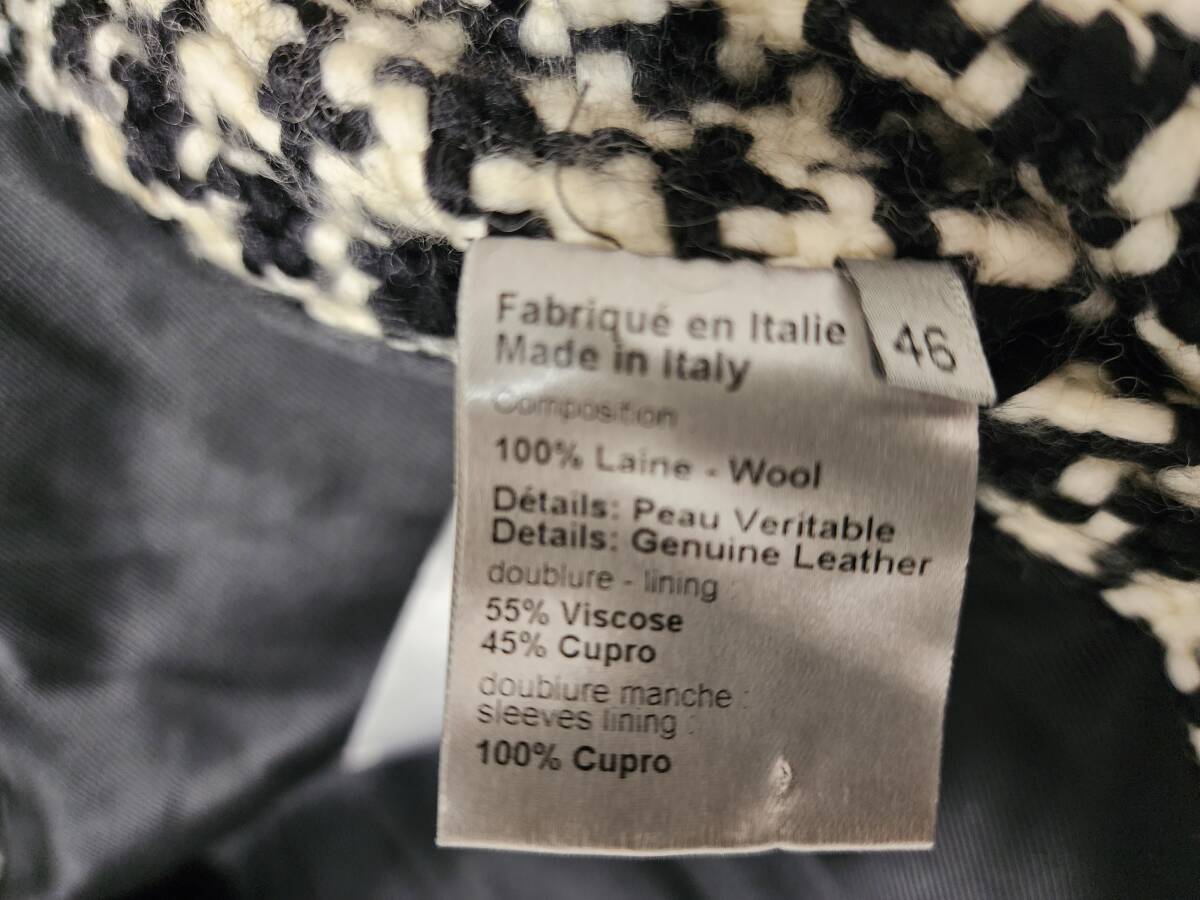 Fabriqué en Italie
Made in Italy
46
Composition
100% Laine - Wool
Détails: Peau Veritable
Details: Genuine Leather
doublure - lining :
55% Viscose
45% Cupro
doublure manche :
sleeves lining :
100% Cupro